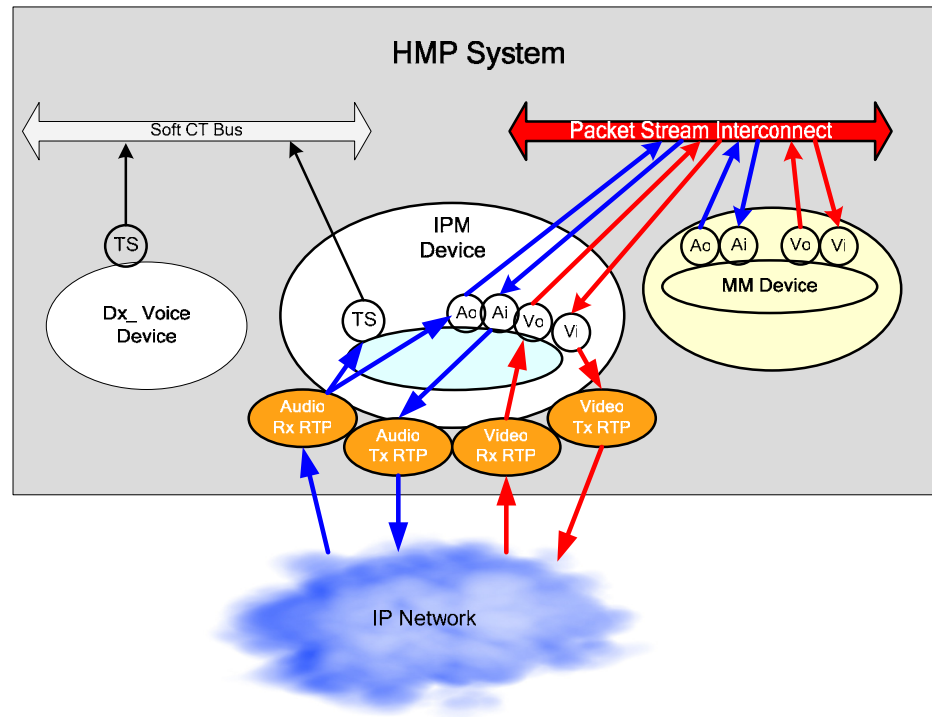 HMP System
Soft CT Bus
Packet Stream Interconnect
IPM
Device
TS
Dx_ Voice
Device
TS
Ao
Ai
Vo
Vi
Ao
Ai
Vo
Vi
MM Device
Audio
Rx RTP
Audio
Tx RTP
Video
Rx RTP
Video
Tx RTP
IP Network